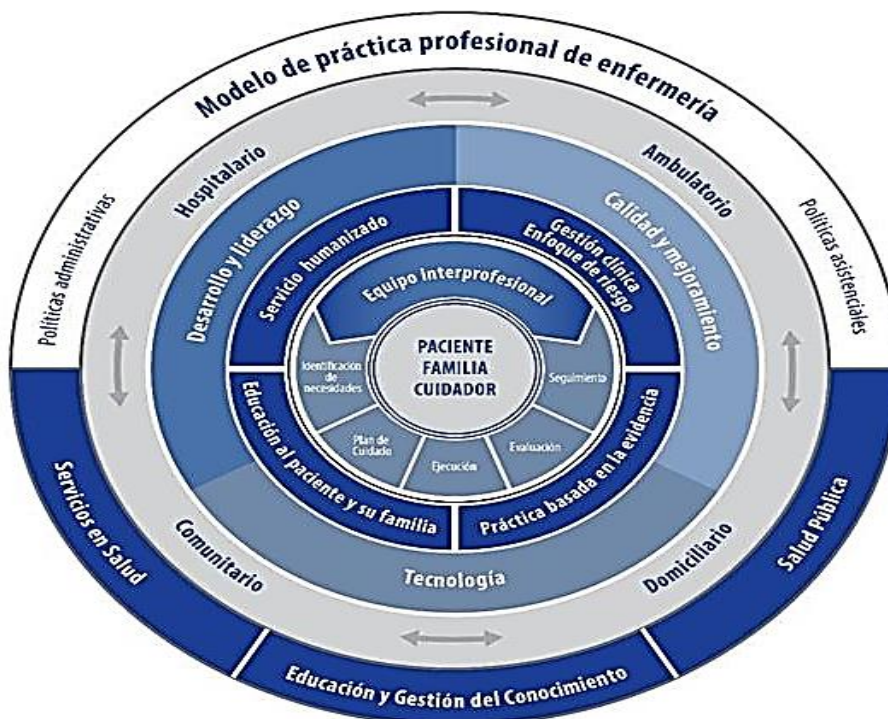 Modelo de práctica profesional de enfermería
Políticas administrativas
Políticas asistenciales
Hospitalario
Ambulatorio
Desarrollo y liderazgo
Calidad y mejoramiento
Servicio humanizado
Gestión clínica
Enfoque de riesgo
Equipo Interprofesional
PACIENTE
FAMILIA
CUIDADOR
Identificación
de
necesidades
Seguimiento
Plan de
Cuidado
Ejecución
Evaluación
Educación al paciente y su familia
Práctica basada en la evidencia
Tecnología
Comunitario
Domiciliario
Servicios en Salud
Salud Pública
Educación y Gestión del Conocimiento